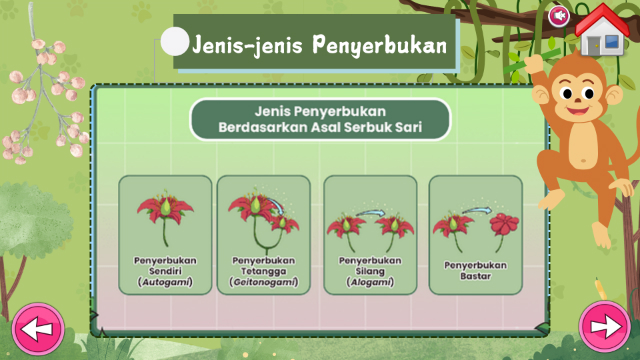 Jenis-jenis Penyerbukan
Jenis Penyerbukan
Berdasarkan Asal Serbuk Sari
Penyerbukan
Sendiri
(Autogami)
Penyerbukan
Tetangga
(Geitonogami)
Penyerbukan
Silang
(Alogami)
Penyerbukan
Bastar